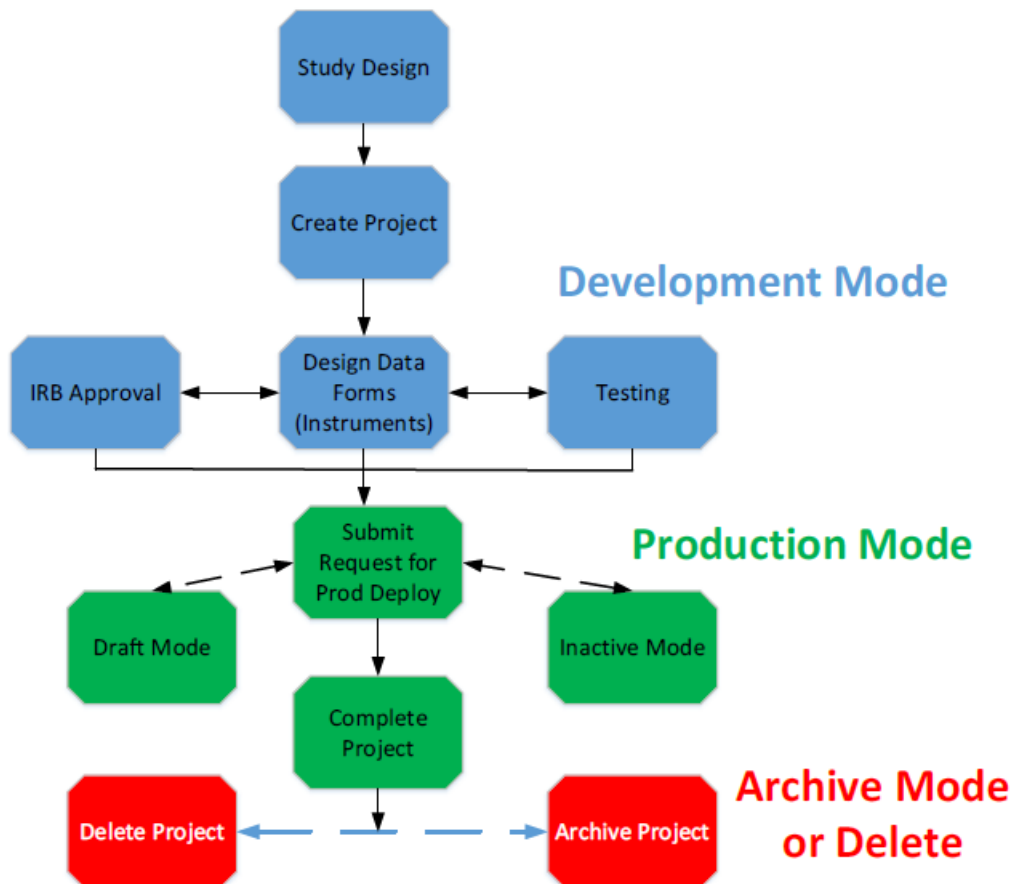 Study Design
Create Project
Development Mode
IRB Approval
Design Data
Forms
(Instruments)
Testing
Submit
Request for
Prod Deploy
Production Mode
Draft Mode
Inactive Mode
Complete
Project
Archive Mode
or Delete
Delete Project
Archive Project